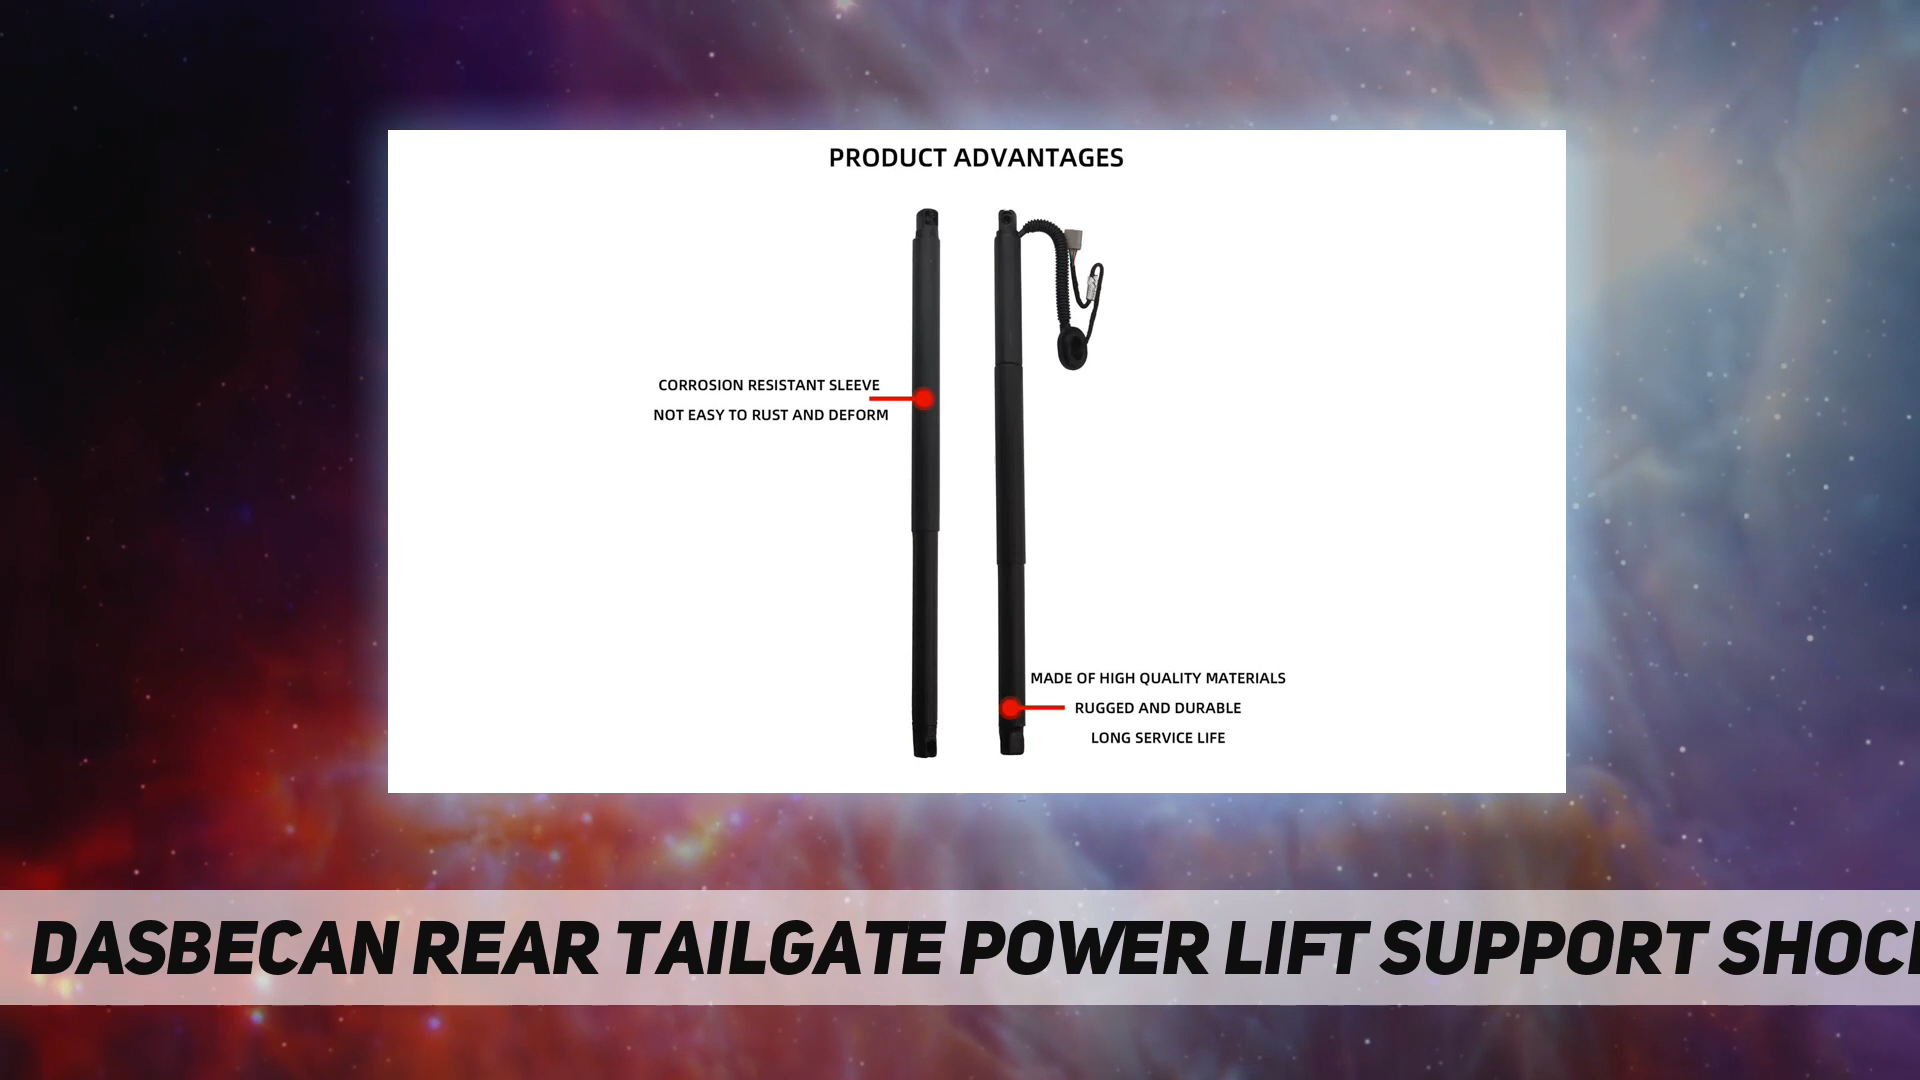 PRODUCT ADVANTAGES
CORROSION RESISTANT SLEEVE
NOT EASY TO RUST AND DEFORM
MADE OF HIGH QUALITY MATERIALS
RUGGED AND DURABLE
LONG SERVICE LIFE
DASBECAN REAR TAILGATE POWER LIFT SUPPORT SHOCK